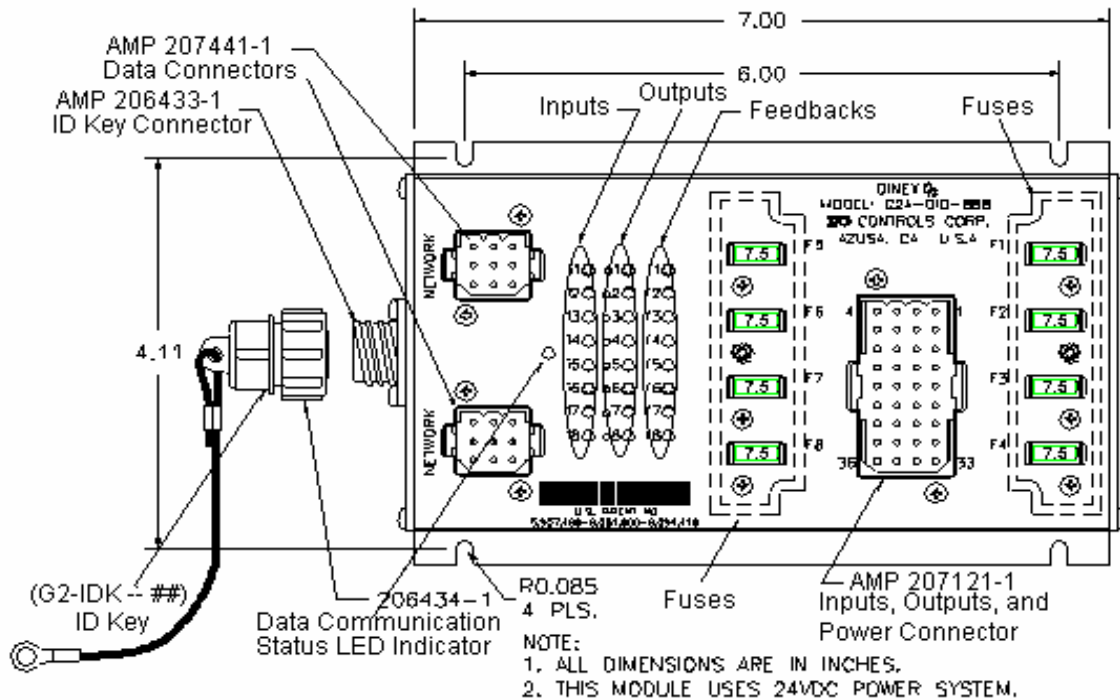 7.00
6.00
AMP 207441-1
Data Connectors
AMP 206433-1
ID Key Connector
Inputs
Outputs
Feedbacks
Fuses
CONTROLS CORP.
AZUSA, CA U S A
MODEL:
NETWORK
NETWORK
4.11
F5
7.5
F6
7.5
F7
7.5
F8
7.5
F1
7.5
F2
7.5
F3
7.5
F4
7.5
4
1
36
33
(G2-IDK -- ##)
ID Key
206434-1
Data Communication
Status LED Indicator
R0.085
4 PLS.
Fuses
AMP 207121-1
Inputs, Outputs, and
Power Connector
NOTE:
1. ALL DIMENSIONS ARE IN INCHES.
2. THIS MODULE USES 24VDC POWER SYSTEM.